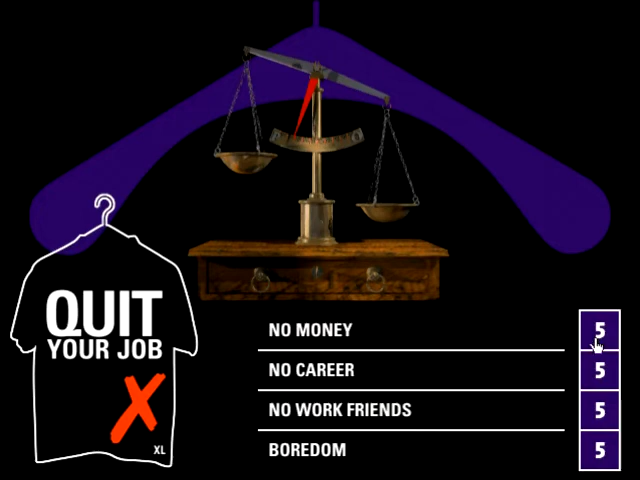 QUIT
YOUR JOB
XL
NO MONEY 5
NO CAREER 5
NO WORK FRIENDS 5
BOREDOM 5